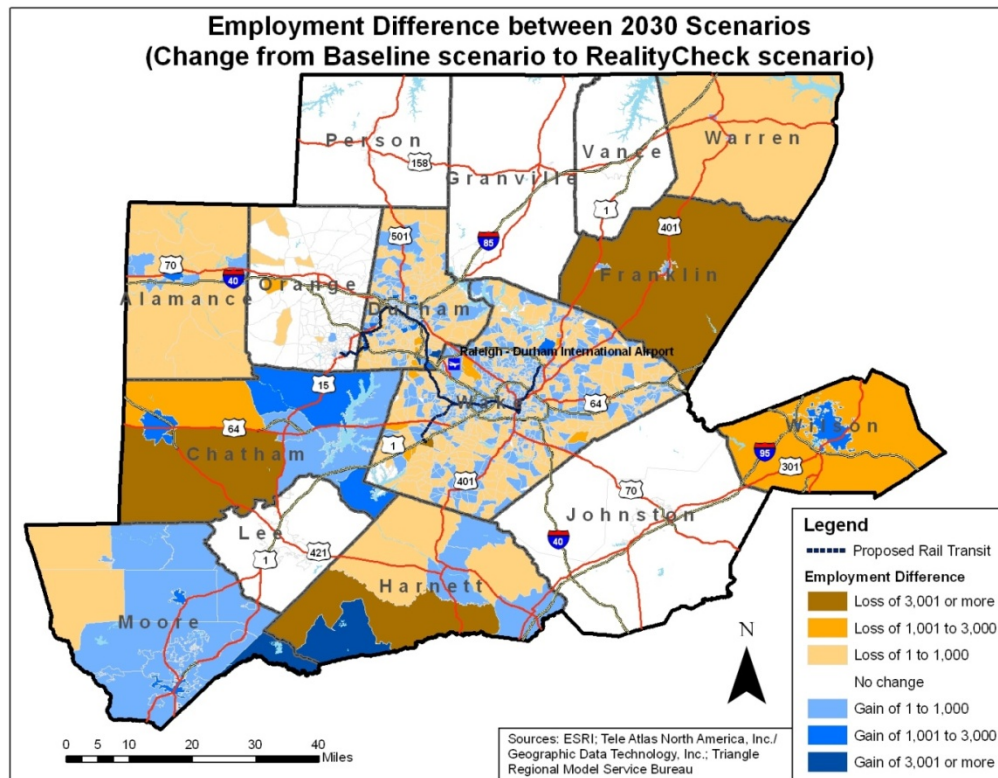 Employment Difference between 2030 Scenarios
(Change from Baseline scenario to RealityCheck scenario)
Person
158
Granville
Vance
Warren
1
401
501
85
Franklin
70
40
Alamance
Orange
Durham
Raleigh - Durham International Airport
15
64
Wake
64
Chatham
1
401
Wilson
95
301
70
Johnston
40
Lee
1
421
Harnett
Moore
N
0 5 10 20 30 40
Miles
Legend
Proposed Rail Transit
Employment Difference
Loss of 3,001 or more
Loss of 1,001 to 3,000
Loss of 1 to 1,000
No change
Gain of 1 to 1,000
Gain of 1,001 to 3,000
Gain of 3,001 or more
Sources: ESRI; Tele Atlas North America, Inc./
Geographic Data Technology, Inc.; Triangle
Regional Model Service Bureau